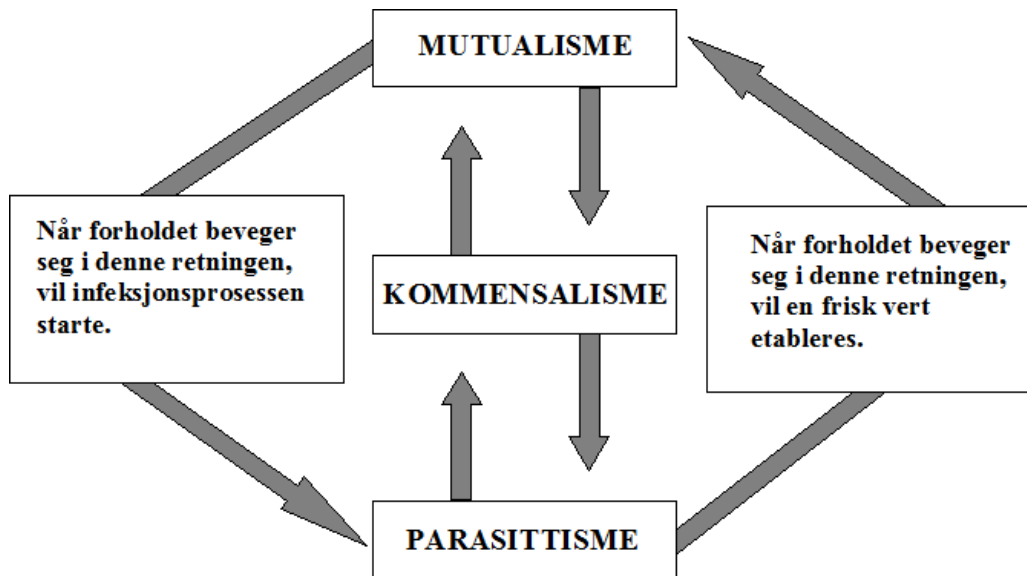 MUTUALISME
Når forholdet beveger
seg i denne retningen,
vil infeksjonsprosessen
starte.
KOMMENSALISME
Når forholdet beveger
seg i denne retningen,
vil en frisk vert
etableres.
PARASITTISME